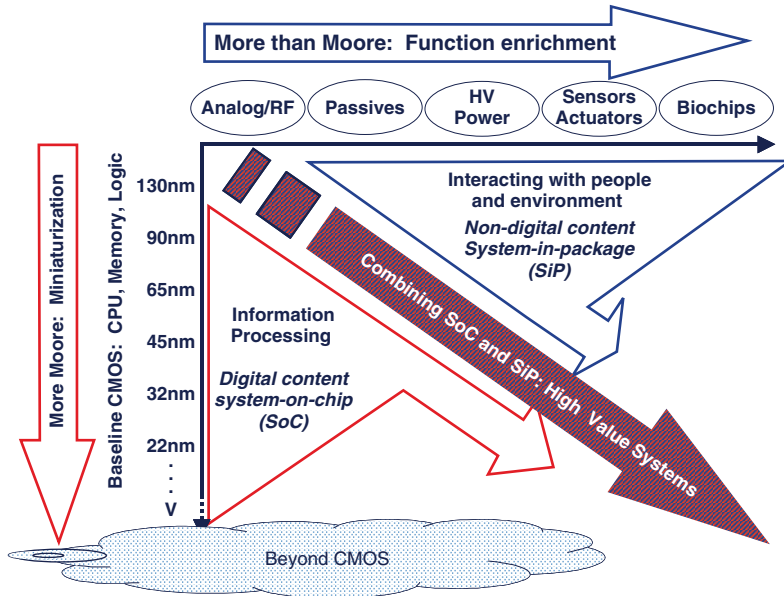 More than Moore: Function enrichment
Analog/RF
Passives
HV
Power
Sensors
Actuators
Biochips
More Moore: Miniaturization
Baseline CMOS: CPU, Memory, Logic
130nm
90nm
65nm
45nm
32nm
22nm
.
.
.
.
V
Interacting with people
and environment
Non-digital content
System-in-package
(SiP)
Combining SoC and SiP: High Value Systems
Information
Processing
Digital content
system-on-chip
(SoC)
Beyond CMOS